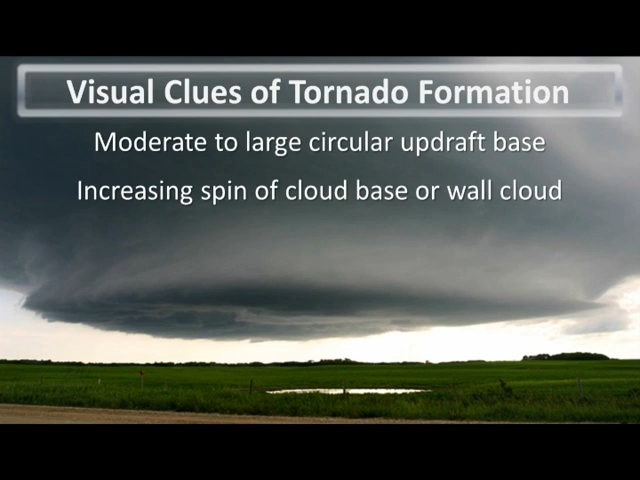 Visual Clues of Tornado Formation
Moderate to large circular updraft base
Increasing spin of cloud base or wall cloud